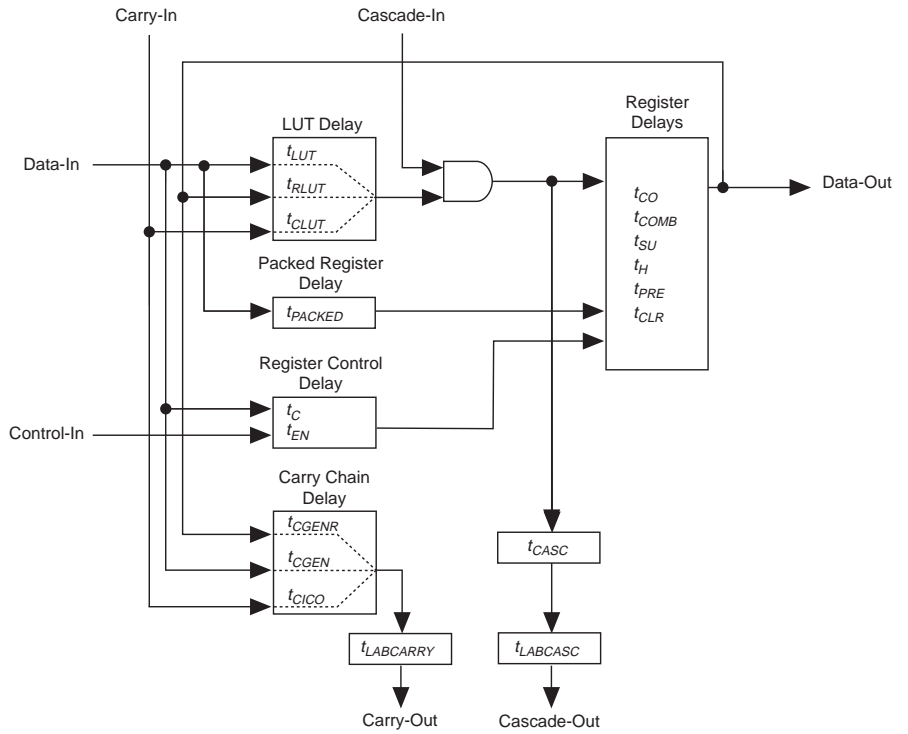 Carry-In
Cascade-In
LUT Delay
Register
Delays
Data-In
tLUT
tRLUT
tCLUT
Data-Out
tCO
tCOMB
tSU
tH
tPRE
tCLR
Packed Register
Delay
tPACKED
Register Control
Delay
tC
tEN
Control-In
Carry Chain
Delay
tCGENR
tCGEN
tCICO
tCASC
tLABCARRY
tLABCASC
Carry-Out
Cascade-Out